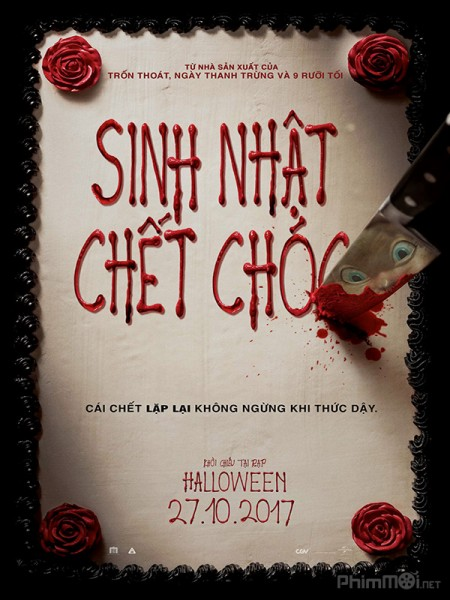 TỪ NHÀ SẢN XUẤT CỦA
TRỐN THOÁT, NGÀY THANH TRỪNG VÀ 9 RƯỠI TỐI
SINH NHẬT
CHẾT CHÓC
CÁI CHẾT LẶP LẠI KHÔNG NGỪNG KHI THỨC DẬY.
KHỞI CHIẾU TẠI RẠP
HALLOWEEN
27.10.2017
CGV
PHIMMOI.NET